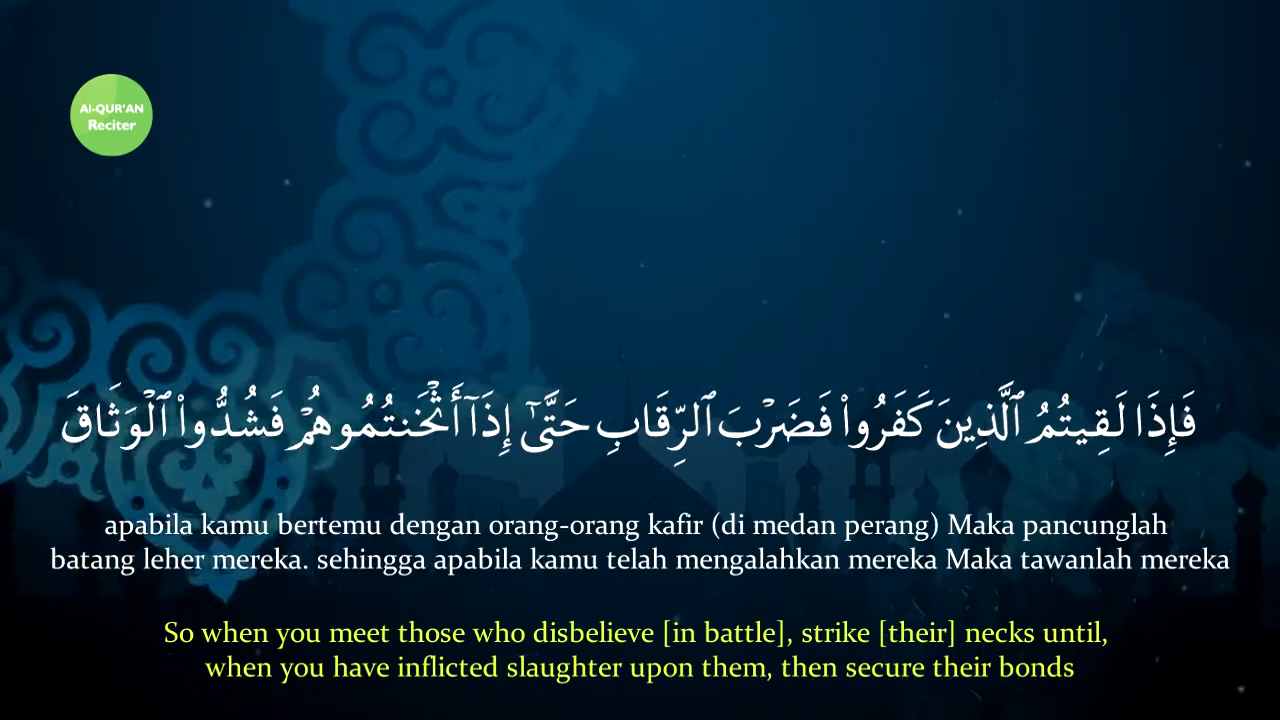 Al-QUR'AN
Reciter
فَإِذَا لَقِيتُمُ ٱلَّذِينَ كَفَرُوا۟ فَضَرْبَ ٱلرِّقَابِ حَتَّىٰٓ إِذَآ أَثْخَنتُمُوهُمْ فَشُدُّوا۟ ٱلْوَثَاقَ
apabila kamu bertemu dengan orang-orang kafir (di medan perang) Maka pancunglah
batang leher mereka. sehingga apabila kamu telah mengalahkan mereka Maka tawanlah mereka
So when you meet those who disbelieve [in battle], strike [their] necks until,
when you have inflicted slaughter upon them, then secure their bonds